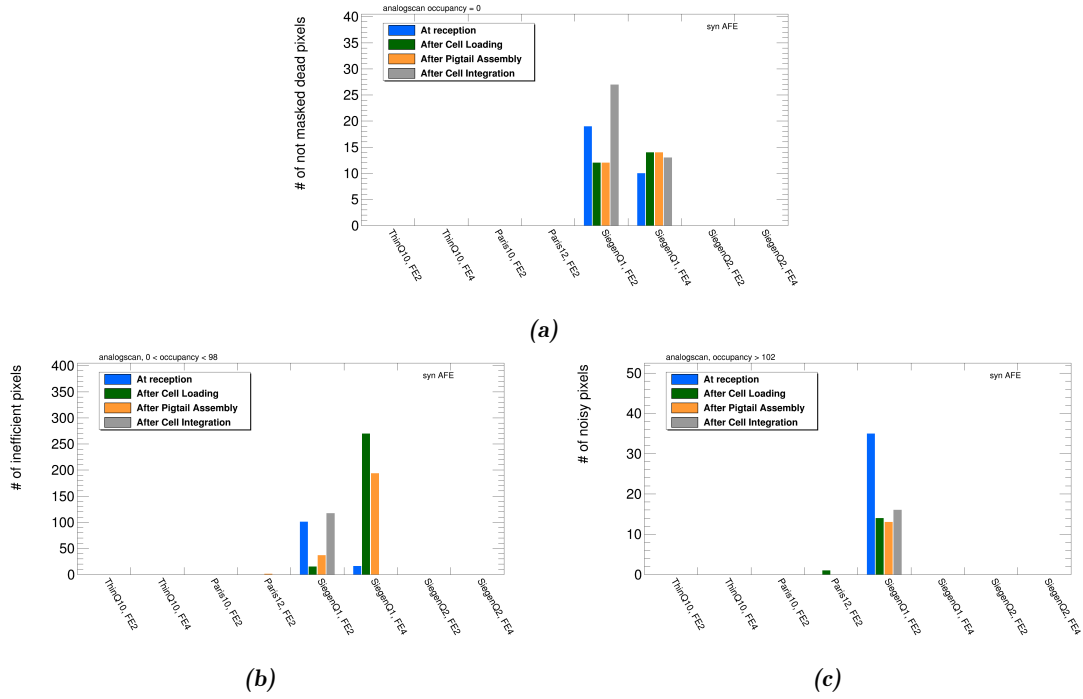 analogscan occupancy = 0
# of not masked dead pixels
40
35
30
25
20
15
10
5
0
At reception
After Cell Loading
After Pigtail Assembly
After Cell Integration
syn AFE
ThinQ10, FE2
ThinQ10, FE4
Paris10, FE2
Paris12, FE2
SiegenQ1, FE2
SiegenQ1, FE4
SiegenQ2, FE2
SiegenQ2, FE4
(a)
analogscan, 0 < occupancy < 98
# of inefficient pixels
400
350
300
250
200
150
100
50
0
At reception
After Cell Loading
After Pigtail Assembly
After Cell Integration
syn AFE
ThinQ10, FE2
ThinQ10, FE4
Paris10, FE2
Paris12, FE2
SiegenQ1, FE2
SiegenQ1, FE4
SiegenQ2, FE2
SiegenQ2, FE4
(b)
analogscan, occupancy > 102
# of noisy pixels
50
40
30
20
10
0
At reception
After Cell Loading
After Pigtail Assembly
After Cell Integration
syn AFE
ThinQ10, FE2
ThinQ10, FE4
Paris10, FE2
Paris12, FE2
SiegenQ1, FE2
SiegenQ1, FE4
SiegenQ2, FE2
SiegenQ2, FE4
(c)